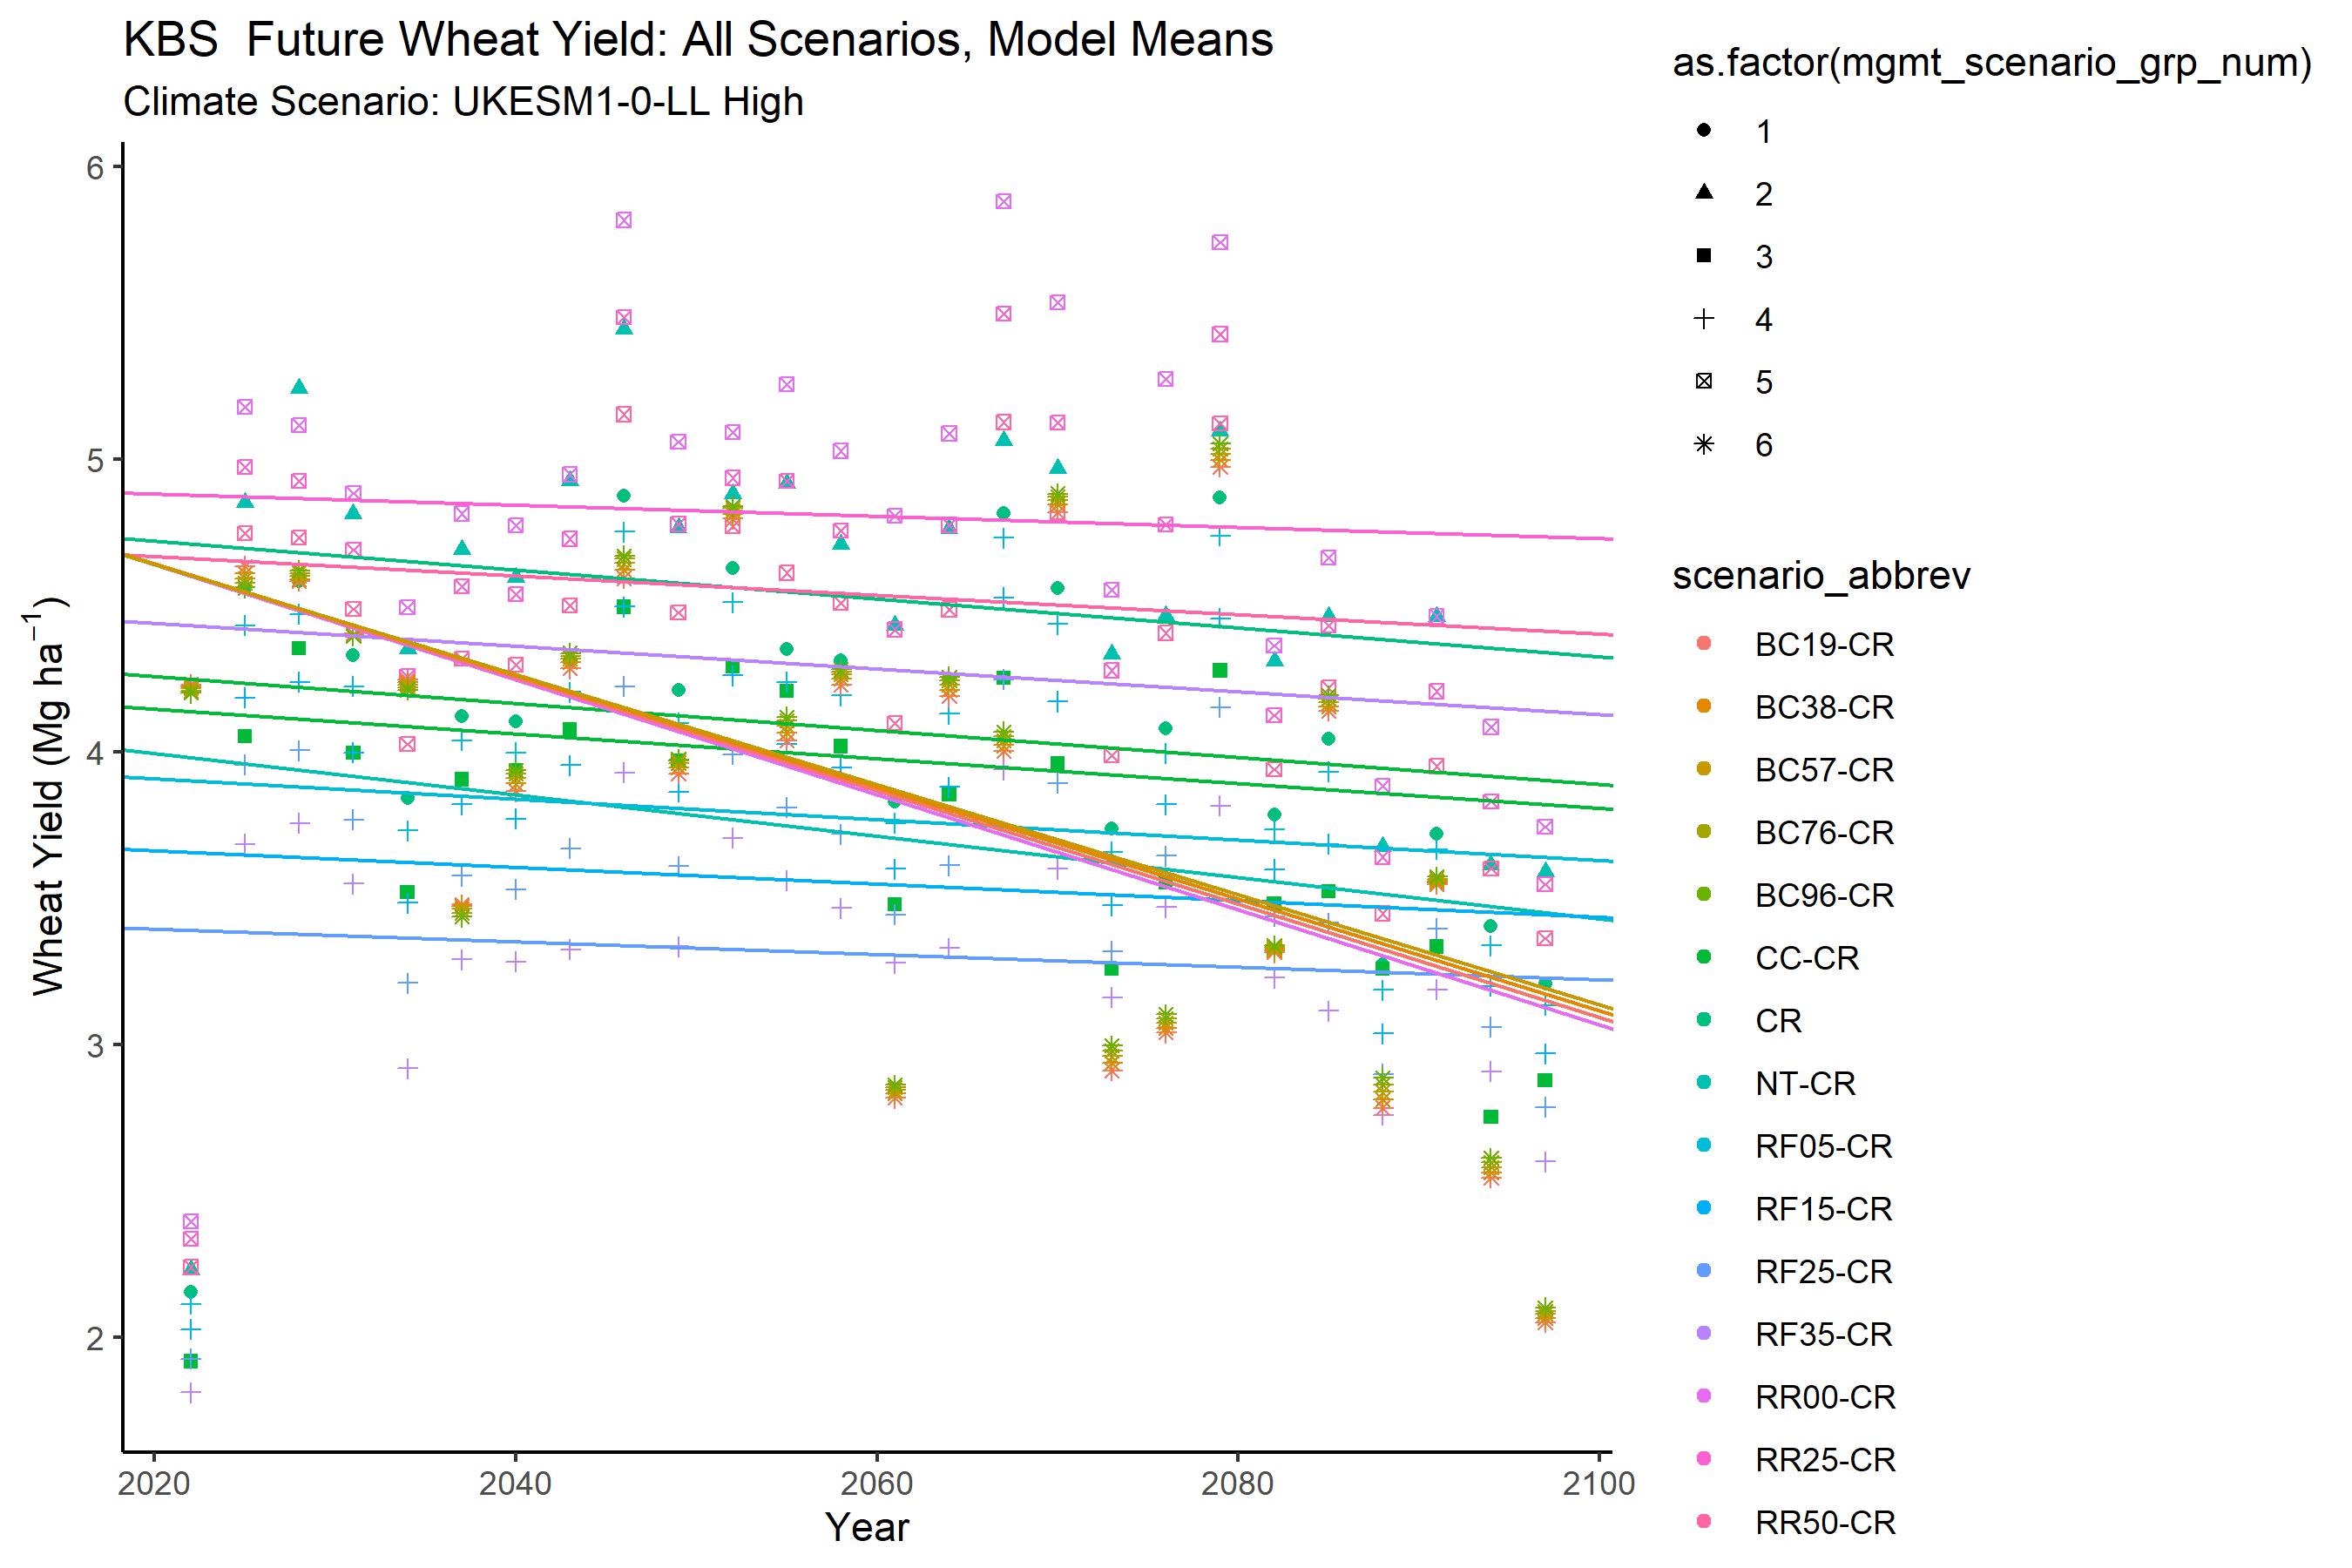 KBS  Future Wheat Yield: All Scenarios, Model Means
Climate Scenario: UKESM1-0-LL High
6
5
4
3
2
Wheat Yield (Mg ha⁻¹)
2020 2040 2060 2080 2100
Year
as.factor(mgmt_scenario_grp_num)
1
2
3
4
5
6
scenario_abbrev
BC19-CR
BC38-CR
BC57-CR
BC76-CR
BC96-CR
CC-CR
CR
NT-CR
RF05-CR
RF15-CR
RF25-CR
RF35-CR
RR00-CR
RR25-CR
RR50-CR